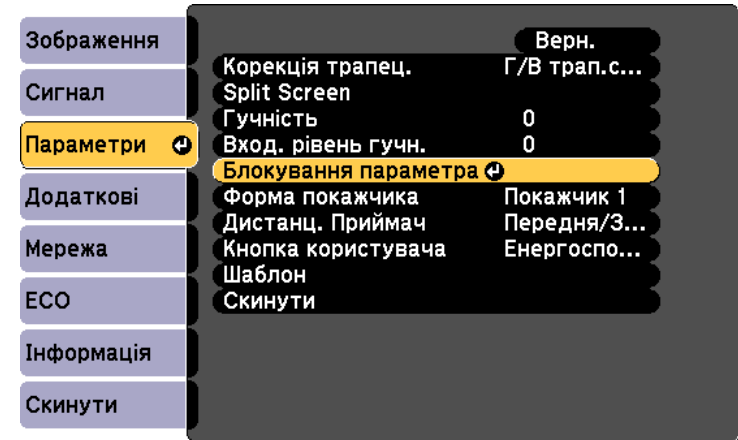 Зображення
Сигнал
Параметри
Додаткові
Мережа
ECO
Інформація
Скинути
Верн.
Корекція трапец. Г/В трап.с...
Split Screen
Гучність 0
Вход. рівень гучн. 0
Блокування параметра
Форма покажчика Покажчик 1
Дистанц. Приймач Передня/З...
Кнопка користувача Енергоспо...
Шаблон
Скинути